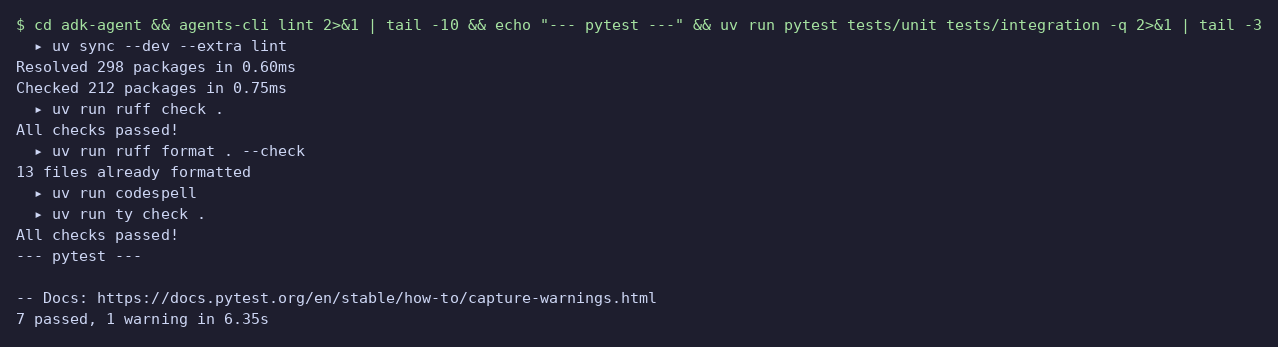 $ cd adk-agent && agents-cli lint 2>&1 | tail -10 && echo "--- pytest ---" && uv run pytest tests/unit tests/integration -q 2>&1 | tail -3
  ▸ uv sync --dev --extra lint
Resolved 298 packages in 0.60ms
Checked 212 packages in 0.75ms
  ▸ uv run ruff check .
All checks passed!
  ▸ uv run ruff format . --check
13 files already formatted
  ▸ uv run codespell
  ▸ uv run ty check .
All checks passed!
--- pytest ---

-- Docs: https://docs.pytest.org/en/stable/how-to/capture-warnings.html
7 passed, 1 warning in 6.35s